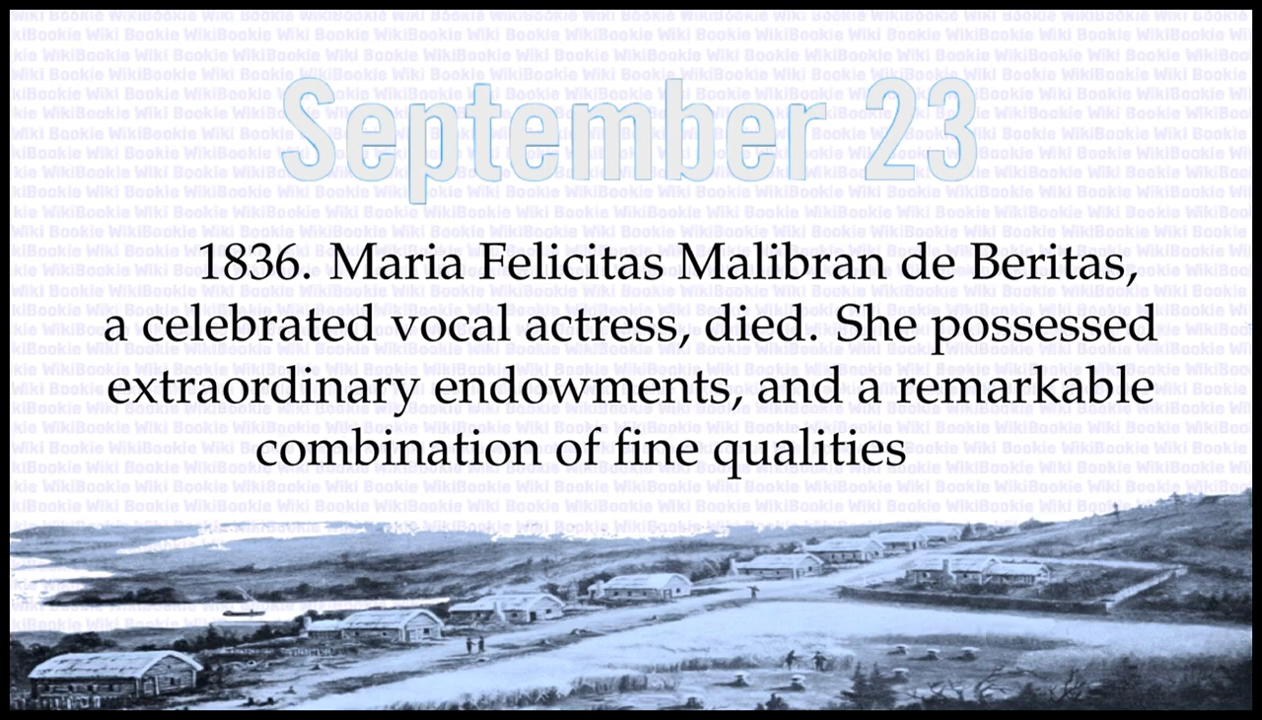 September 23
1836. Maria Felicitas Malibran de Beritas,
a celebrated vocal actress, died. She possessed
extraordinary endowments, and a remarkable
combination of fine qualities